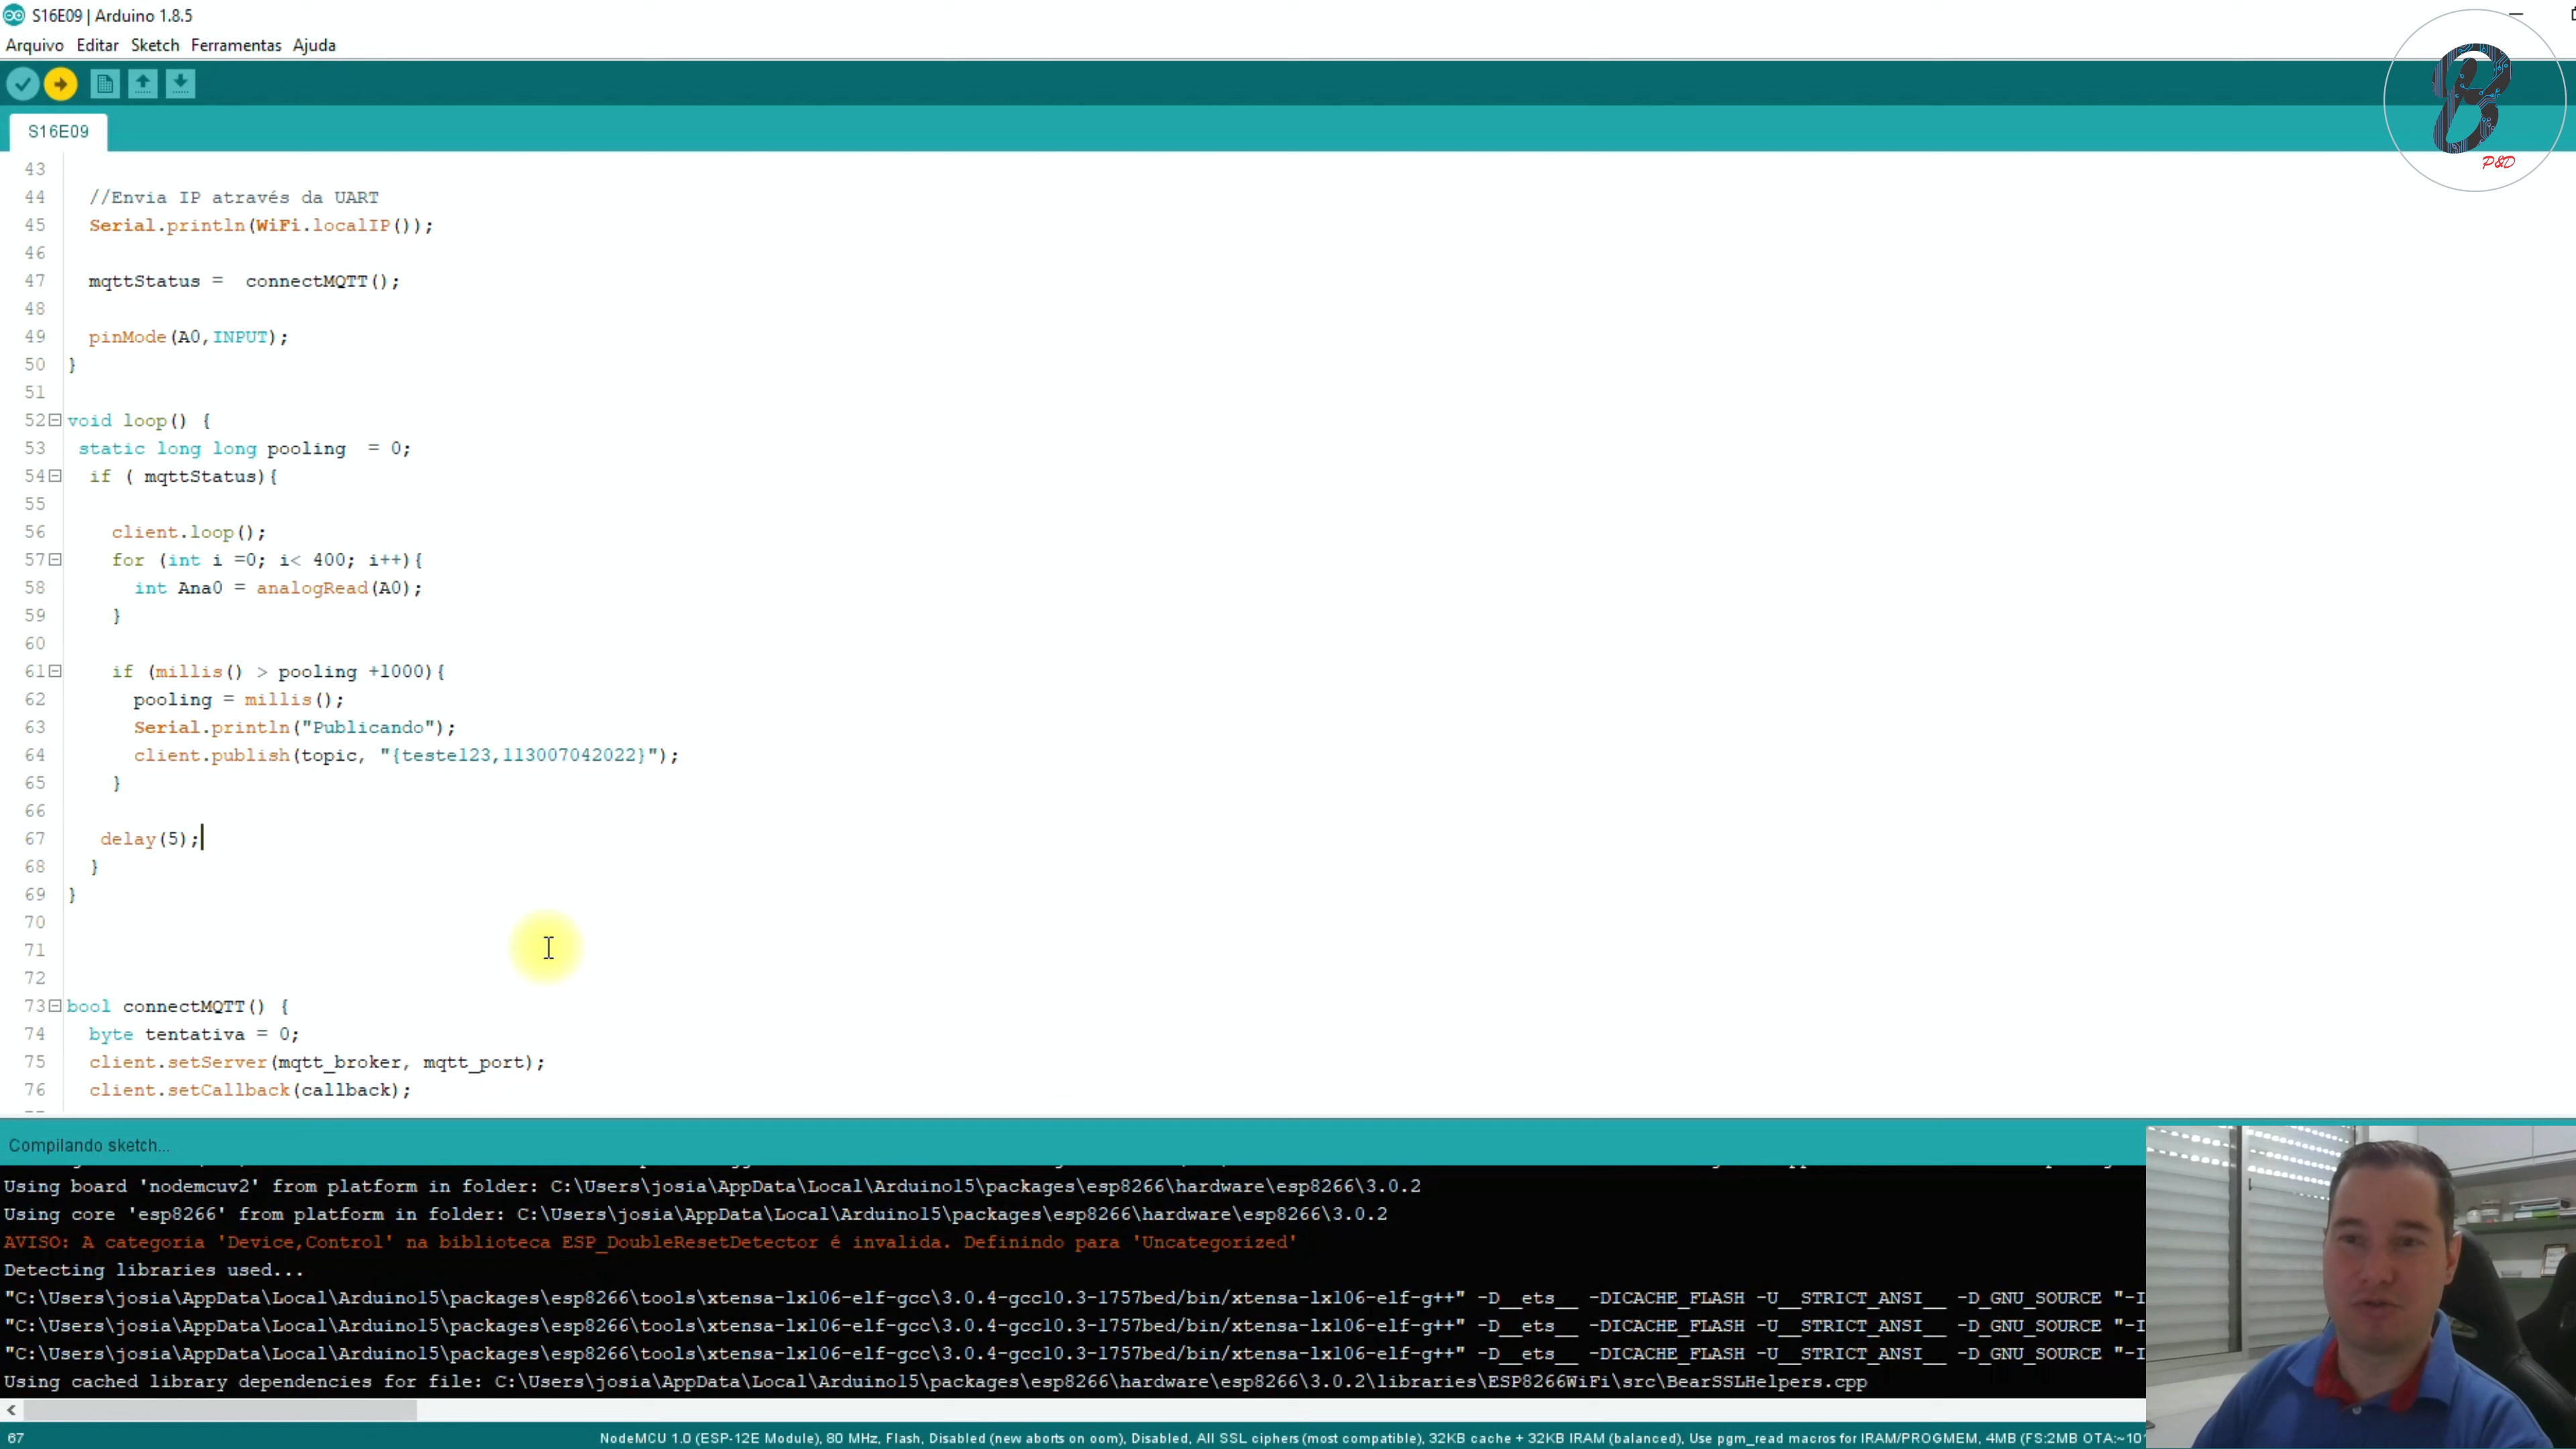 S16E09 | Arduino 1.8.5
Arquivo Editar Sketch Ferramentas Ajuda
P&D
S16E09
43
44 //Envia IP através da UART
45 Serial.println(WiFi.localIP());
46
47 mqttStatus =  connectMQTT();
48
49 pinMode(A0,INPUT);
50 }
51
52 void loop() {
53 static long long pooling  = 0;
54 if ( mqttStatus){
55
56 client.loop();
57 for (int i =0; i< 400; i++){
58 int Ana0 = analogRead(A0);
59 }
60
61 if (millis() > pooling +1000){
62 pooling = millis();
63 Serial.println("Publicando");
64 client.publish(topic, "{teste123,113007042022}");
65 }
66
67 delay(5);
68 }
69 }
70
71
72
73 bool connectMQTT() {
74 byte tentativa = 0;
75 client.setServer(mqtt_broker, mqtt_port);
76 client.setCallback(callback);
Compilando sketch...
Using board 'nodemcuv2' from platform in folder: C:\Users\josia\AppData\Local\Arduino15\packages\esp8266\hardware\esp8266\3.0.2
Using core 'esp8266' from platform in folder: C:\Users\josia\AppData\Local\Arduino15\packages\esp8266\hardware\esp8266\3.0.2
AVISO: A categoria 'Device,Control' na biblioteca ESP_DoubleResetDetector é invalida. Definindo para 'Uncategorized'
Detecting libraries used...
"C:\Users\josia\AppData\Local\Arduino15\packages\esp8266\tools\xtensa-lx106-elf-gcc\3.0.4-gcc10.3-1757bed/bin/xtensa-lx106-elf-g++" -D__ets__ -DICACHE_FLASH -U__STRICT_ANSI__ -D_GNU_SOURCE "-I
"C:\Users\josia\AppData\Local\Arduino15\packages\esp8266\tools\xtensa-lx106-elf-gcc\3.0.4-gcc10.3-1757bed/bin/xtensa-lx106-elf-g++" -D__ets__ -DICACHE_FLASH -U__STRICT_ANSI__ -D_GNU_SOURCE "-I
"C:\Users\josia\AppData\Local\Arduino15\packages\esp8266\tools\xtensa-lx106-elf-gcc\3.0.4-gcc10.3-1757bed/bin/xtensa-lx106-elf-g++" -D__ets__ -DICACHE_FLASH -U__STRICT_ANSI__ -D_GNU_SOURCE "-I
Using cached library dependencies for file: C:\Users\josia\AppData\Local\Arduino15\packages\esp8266\hardware\esp8266\3.0.2\libraries\ESP8266WiFi\src\BearSSLHelpers.cpp
67 NodeMCU 1.0 (ESP-12E Module), 80 MHz, Flash, Disabled (new aborts on oom), Disabled, All SSL ciphers (most compatible), 32KB cache + 32KB IRAM (balanced), Use pgm_read macros for IRAM/PROGMEM, 4MB (FS:2MB OTA:~10